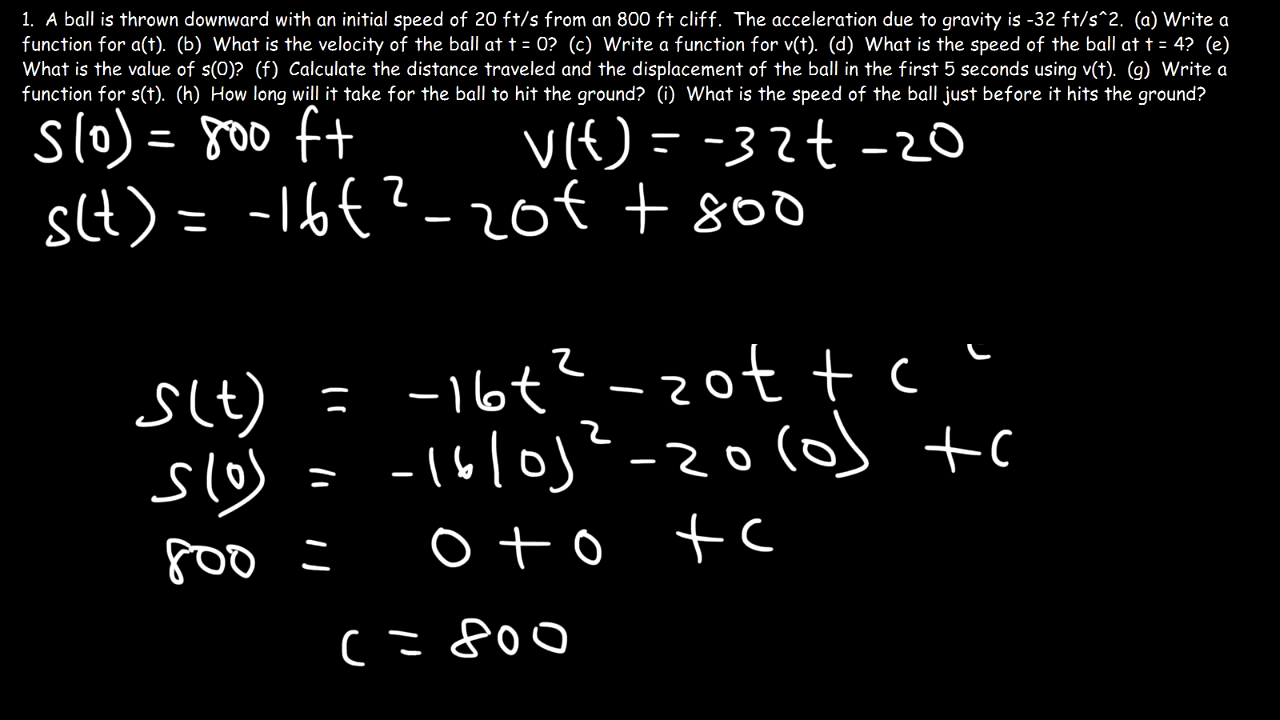 1. A ball is thrown downward with an initial speed of 20 ft/s from an 800 ft cliff. The acceleration due to gravity is -32 ft/s^2. (a) Write a
function for a(t). (b) What is the velocity of the ball at t = 0? (c) Write a function for v(t). (d) What is the speed of the ball at t = 4? (e)
What is the value of s(0)? (f) Calculate the distance traveled and the displacement of the ball in the first 5 seconds using v(t). (g) Write a
function for s(t). (h) How long will it take for the ball to hit the ground? (i) What is the speed of the ball just before it hits the ground?
s(0) = 800 ft v(t) = -32t - 20
s(t) = -16t² - 20t + 800
s(t) = -16t² - 20t + c
s(0) = -16(0)² - 20(0) + c
800 = 0 + 0 + c
c = 800